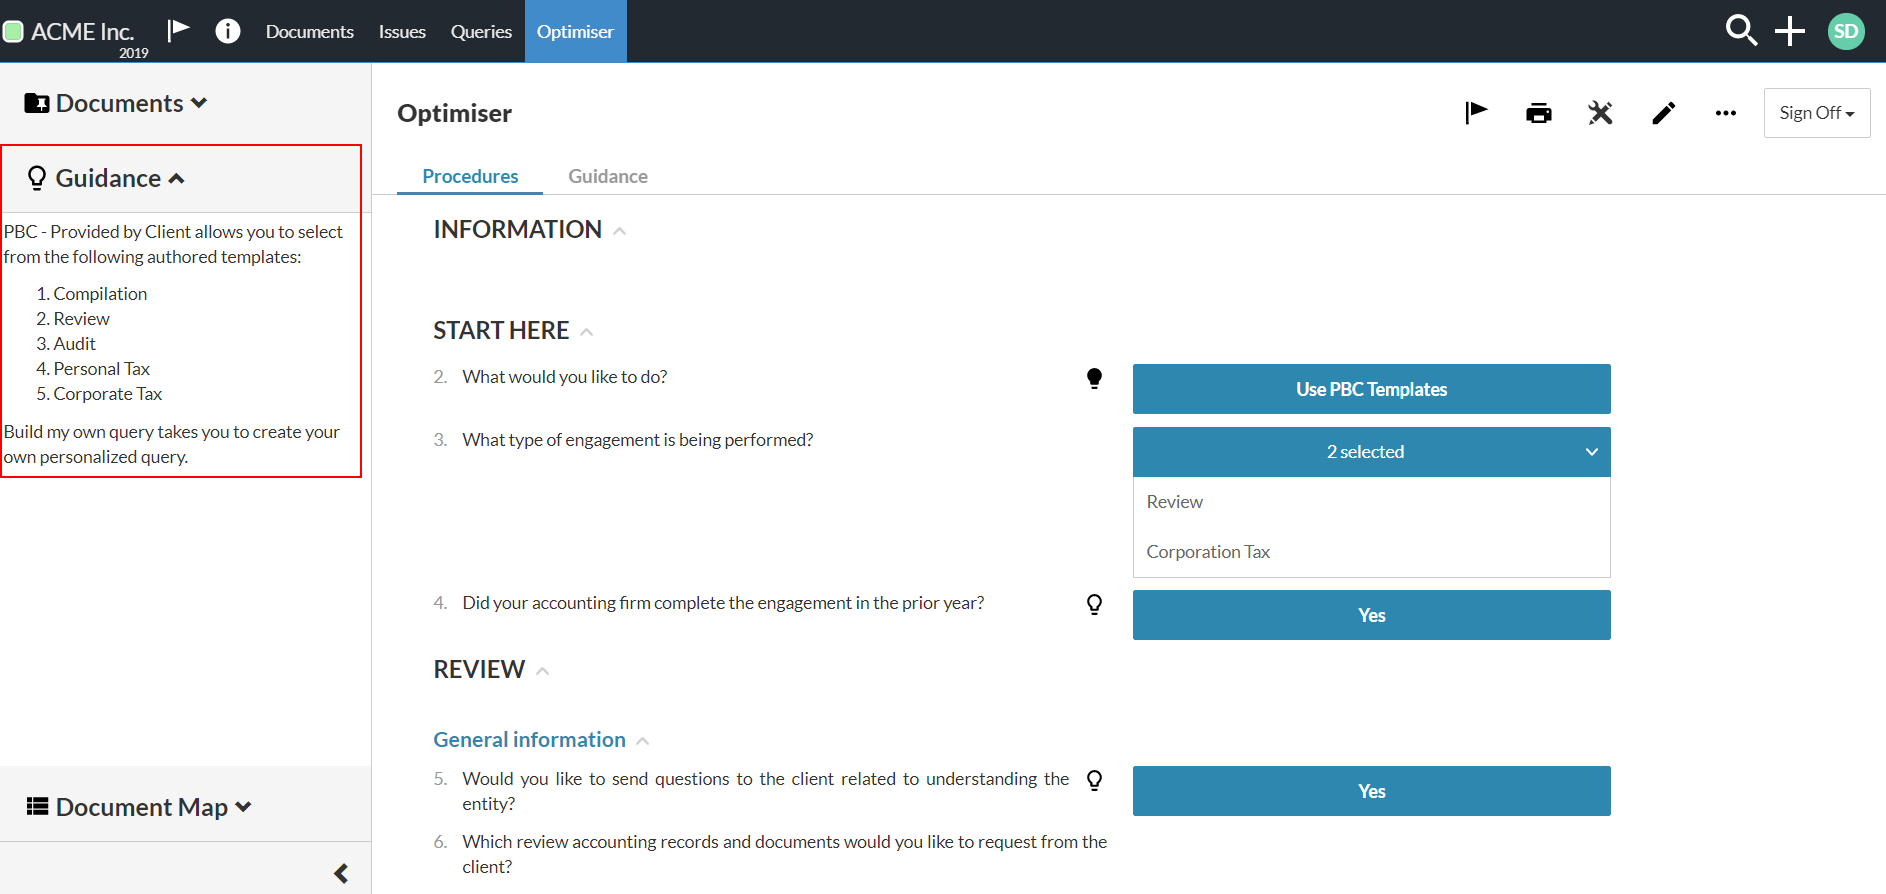 ACME Inc.
2019
Documents
Issues
Queries
Optimiser
SD
Documents
Guidance
PBC - Provided by Client allows you to select
from the following authored templates:
1. Compilation
2. Review
3. Audit
4. Personal Tax
5. Corporate Tax
Build my own query takes you to create your
own personalized query.
Document Map
Optimiser
Sign Off
Procedures
Guidance
INFORMATION
START HERE
2. What would you like to do?
Use PBC Templates
3. What type of engagement is being performed?
2 selected
Review
Corporation Tax
4. Did your accounting firm complete the engagement in the prior year?
Yes
REVIEW
General information
5. Would you like to send questions to the client related to understanding the
entity?
Yes
6. Which review accounting records and documents would you like to request from the
client?